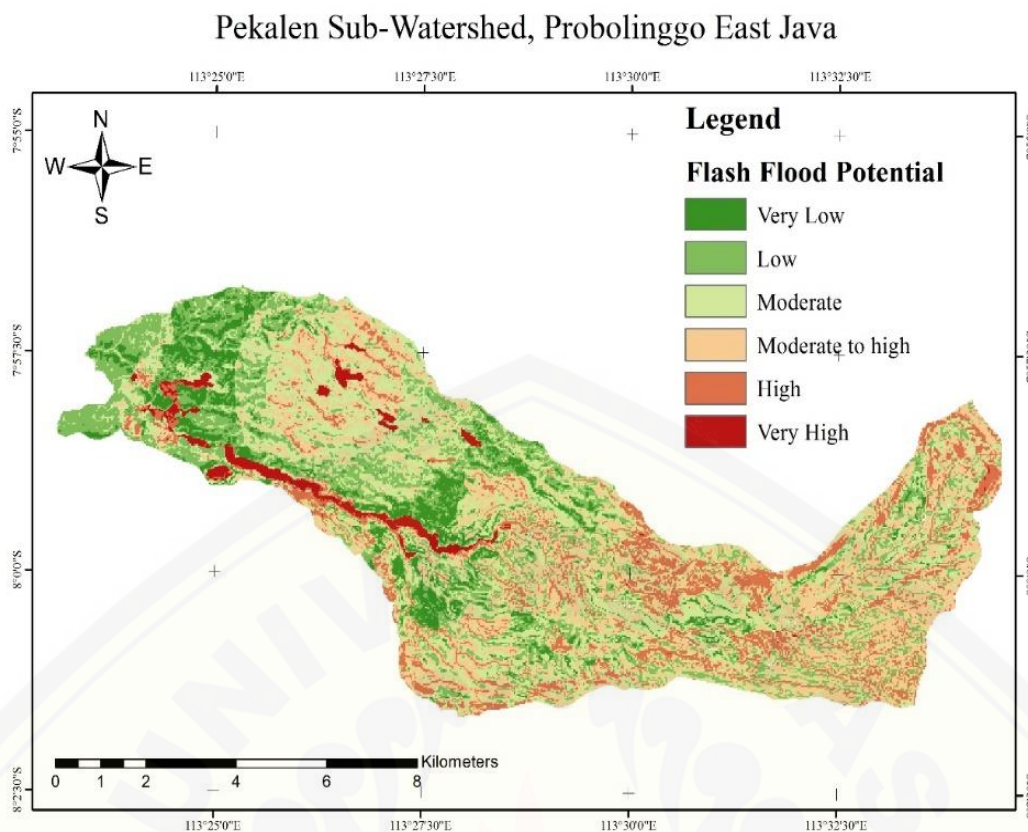 Pekalen Sub-Watershed, Probolinggo East Java
113°25'0"E 113°27'30"E 113°30'0"E 113°32'30"E
7°55'0"S
N
W E
S
Legend
Flash Flood Potential
Very Low
Low
Moderate
Moderate to high
High
Very High
7°57'30"S
8°0'0"S
8°2'30"S
Kilometers
0 1 2 4 6 8
113°25'0"E 113°27'30"E 113°30'0"E 113°32'30"E
UNIVE
AS